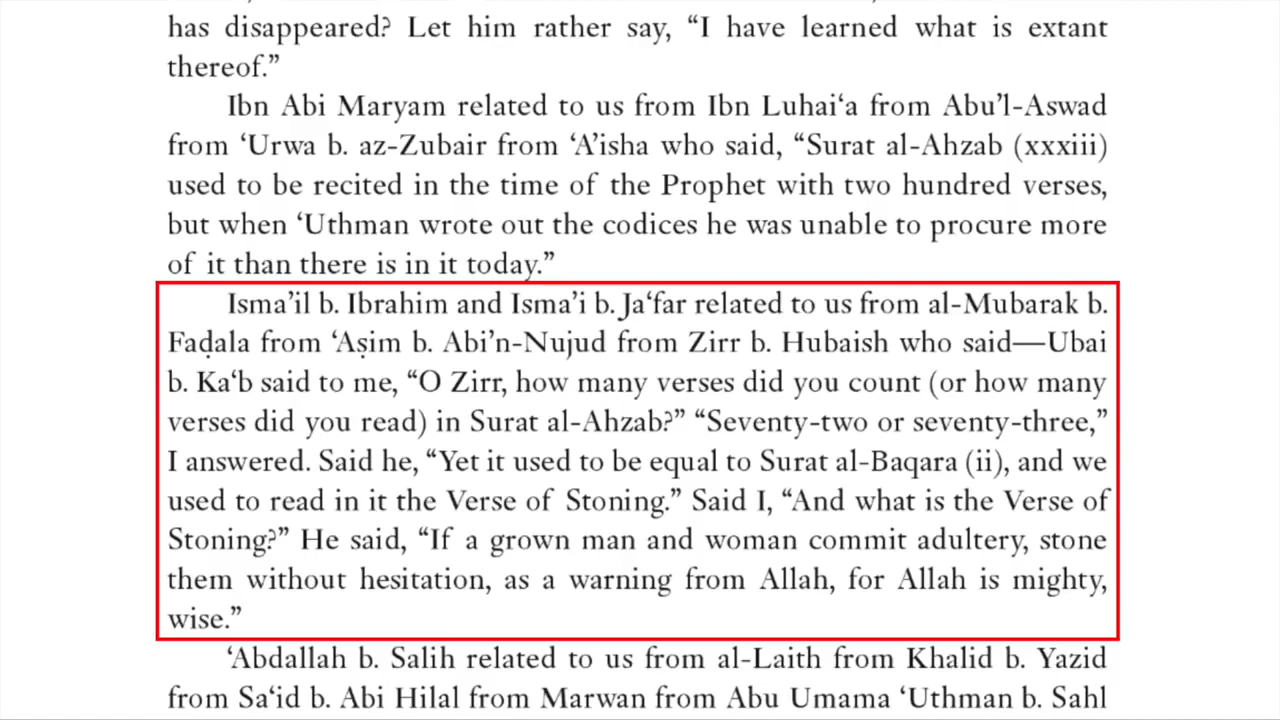 has disappeared? Let him rather say, “I have learned what is extant
thereof.”
Ibn Abi Maryam related to us from Ibn Luhai‘a from Abu’l-Aswad
from ‘Urwa b. az-Zubair from ‘A’isha who said, “Surat al-Ahzab (xxxiii)
used to be recited in the time of the Prophet with two hundred verses,
but when ‘Uthman wrote out the codices he was unable to procure more
of it than there is in it today.”
Isma’il b. Ibrahim and Isma’i b. Ja‘far related to us from al-Mubarak b.
Faḍala from ‘Aṣim b. Abi’n-Nujud from Zirr b. Hubaish who said—Ubai
b. Ka‘b said to me, “O Zirr, how many verses did you count (or how many
verses did you read) in Surat al-Ahzab?” “Seventy-two or seventy-three,”
I answered. Said he, “Yet it used to be equal to Surat al-Baqara (ii), and we
used to read in it the Verse of Stoning.” Said I, “And what is the Verse of
Stoning?” He said, “If a grown man and woman commit adultery, stone
them without hesitation, as a warning from Allah, for Allah is mighty,
wise.”
‘Abdallah b. Salih related to us from al-Laith from Khalid b. Yazid
from Sa‘id b. Abi Hilal from Marwan from Abu Umama ‘Uthman b. Sahl